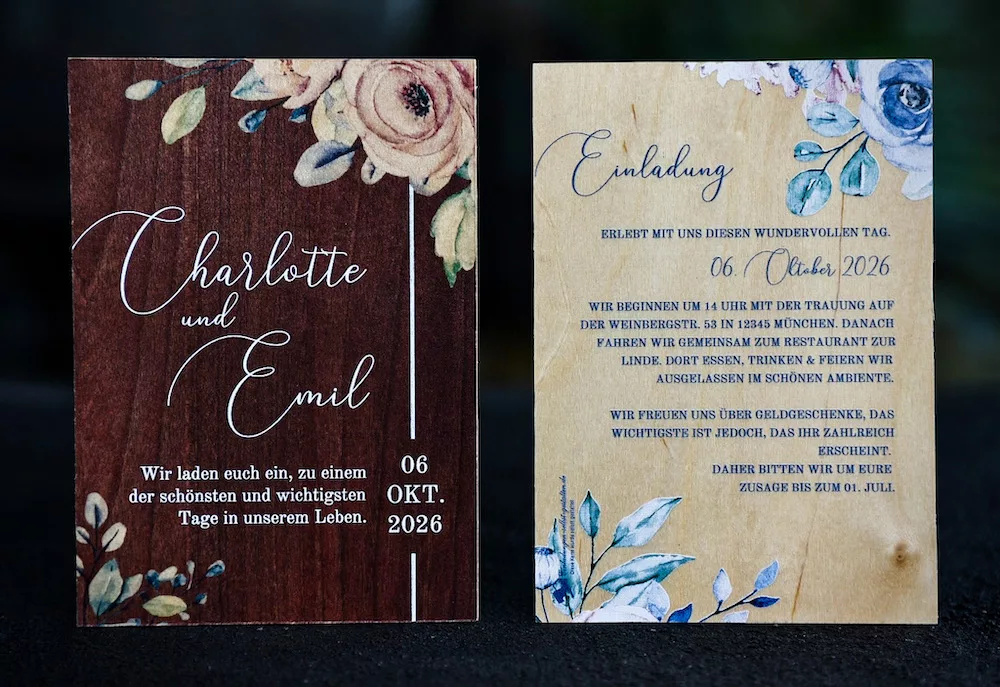 Charlotte
und
Emil
Wir laden euch ein, zu einem
der schönsten und wichtigsten
Tage in unserem Leben.
06
OKT.
2026
Einladung
ERLEBT MIT UNS DIESEN WUNDERVOLLEN TAG.
06. Oktober 2026
WIR BEGINNEN UM 14 UHR MIT DER TRAUUNG AUF
DER WEINBERGSTR. 53 IN 12345 MÜNCHEN. DANACH
FAHREN WIR GEMEINSAM ZUM RESTAURANT ZUR
LINDE. DORT ESSEN, TRINKEN & FEIERN WIR
AUSGELASSEN IM SCHÖNEN AMBIENTE.
WIR FREUEN UNS ÜBER GELDGESCHENKE, DAS
WICHTIGSTE IST JEDOCH, DAS IHR ZAHLREICH
ERSCHEINT.
DAHER BITTEN WIR UM EURE
ZUSAGE BIS ZUM 01. JULI.